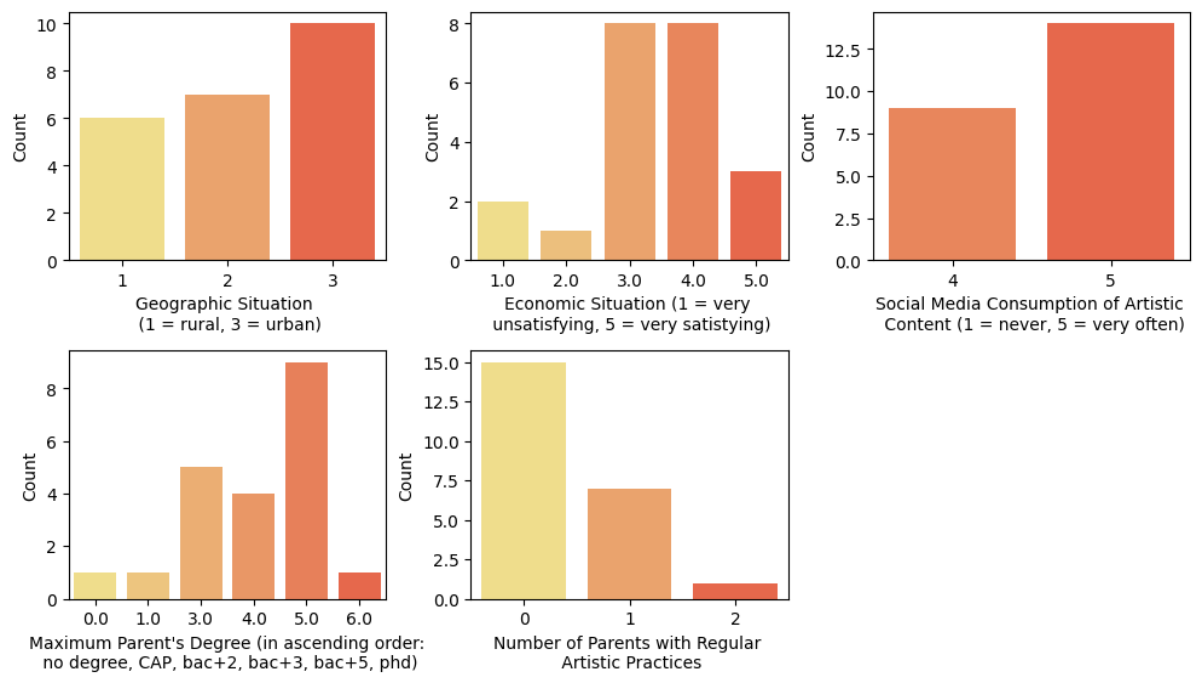 10
8
6
4
2
0
Count
1 2 3
Geographic Situation
(1 = rural, 3 = urban)
8
6
4
2
0
Count
1.0 2.0 3.0 4.0 5.0
Economic Situation (1 = very
unsatisfying, 5 = very satistying)
12.5
10.0
7.5
5.0
2.5
0.0
Count
4 5
Social Media Consumption of Artistic
Content (1 = never, 5 = very often)
8
6
4
2
0
Count
0.0 1.0 3.0 4.0 5.0 6.0
Maximum Parent's Degree (in ascending order:
no degree, CAP, bac+2, bac+3, bac+5, phd)
15.0
12.5
10.0
7.5
5.0
2.5
0.0
Count
0 1 2
Number of Parents with Regular
Artistic Practices